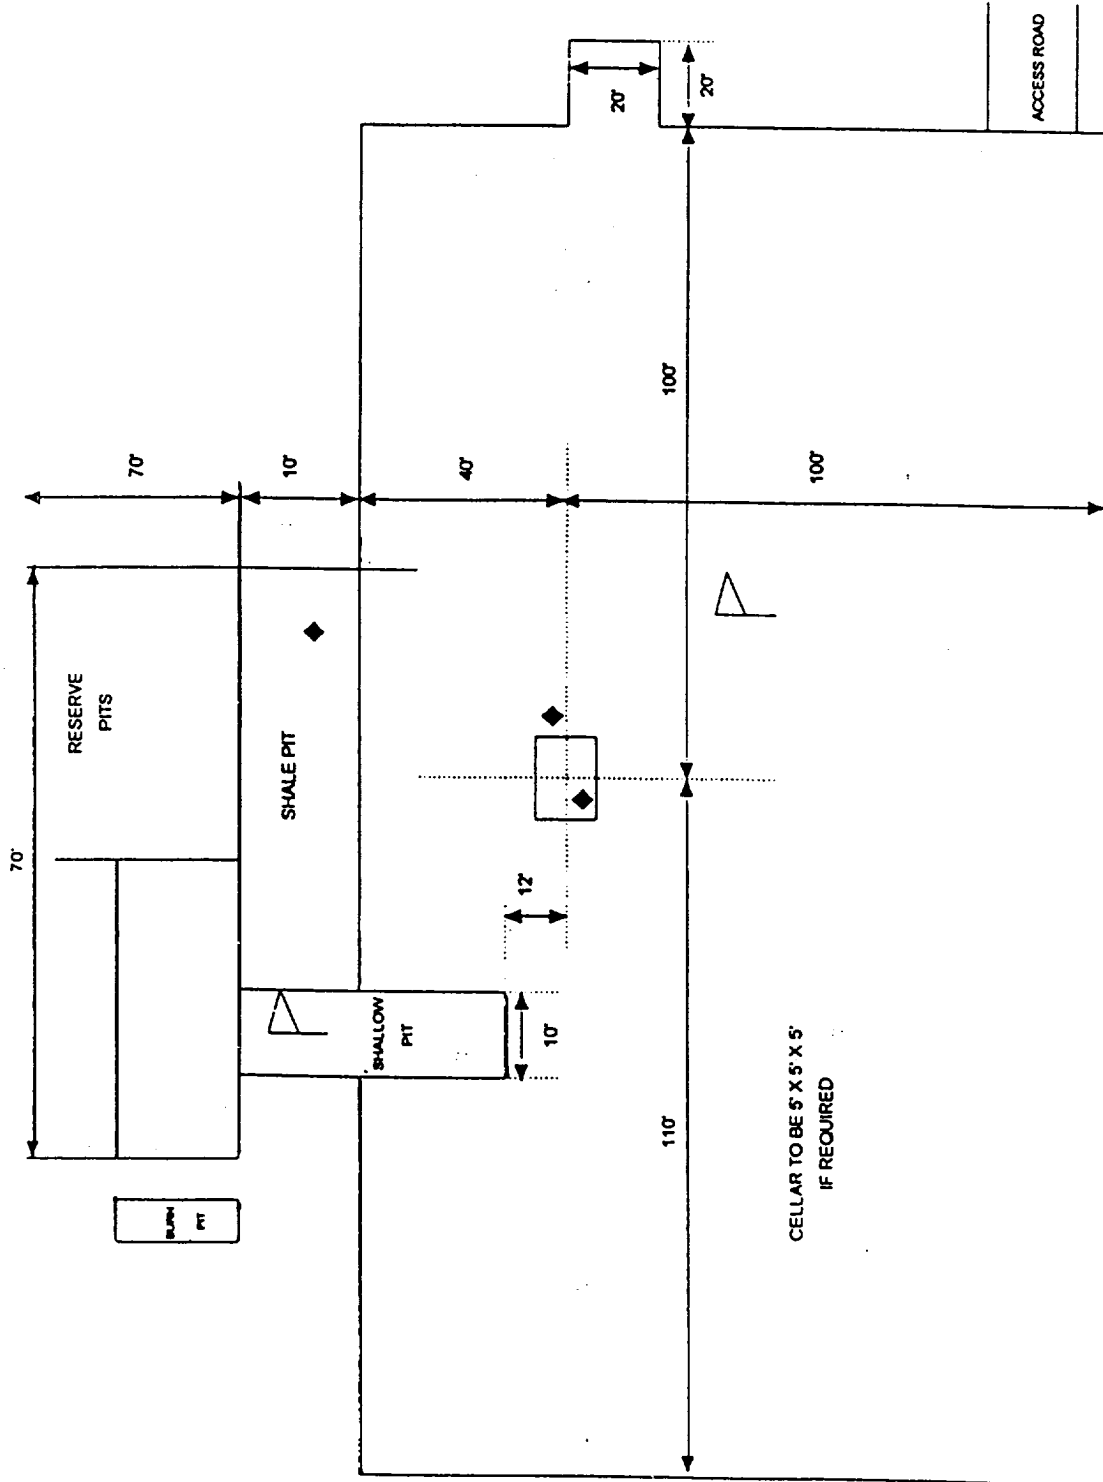 70'
RESERVE
PITS
70'
BURN
PIT
SHALE PIT
10'
SHALLOW
PIT
40'
12'
10'
20'
20'
100'
110'
100'
CELLAR TO BE 5' X 5' X 5'
IF REQUIRED
ACCESS ROAD